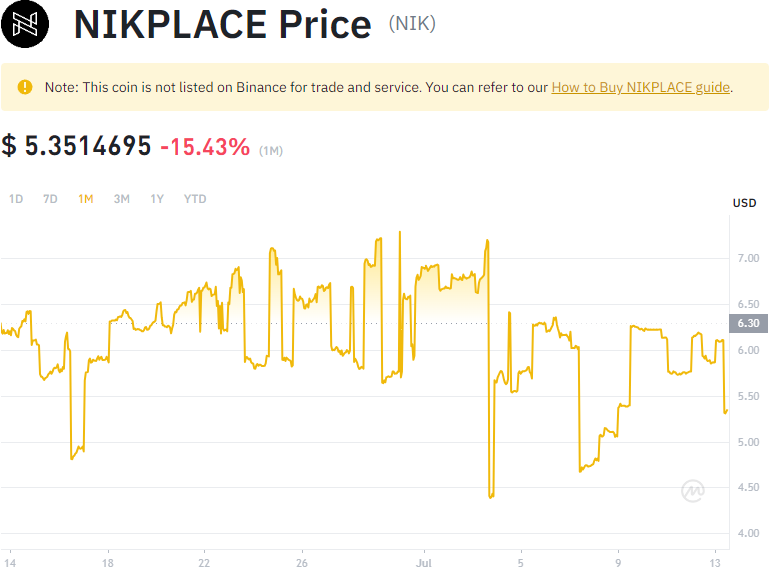 NIKPLACE Price (NIK)
Note: This coin is not listed on Binance for trade and service. You can refer to our How to Buy NIKPLACE guide.
$ 5.3514695 -15.43% (1M)
1D 7D 1M 3M 1Y YTD
USD
7.00
6.50
6.30
6.00
5.50
5.00
4.50
4.00
14 18 22 26 Jul 5 9 13